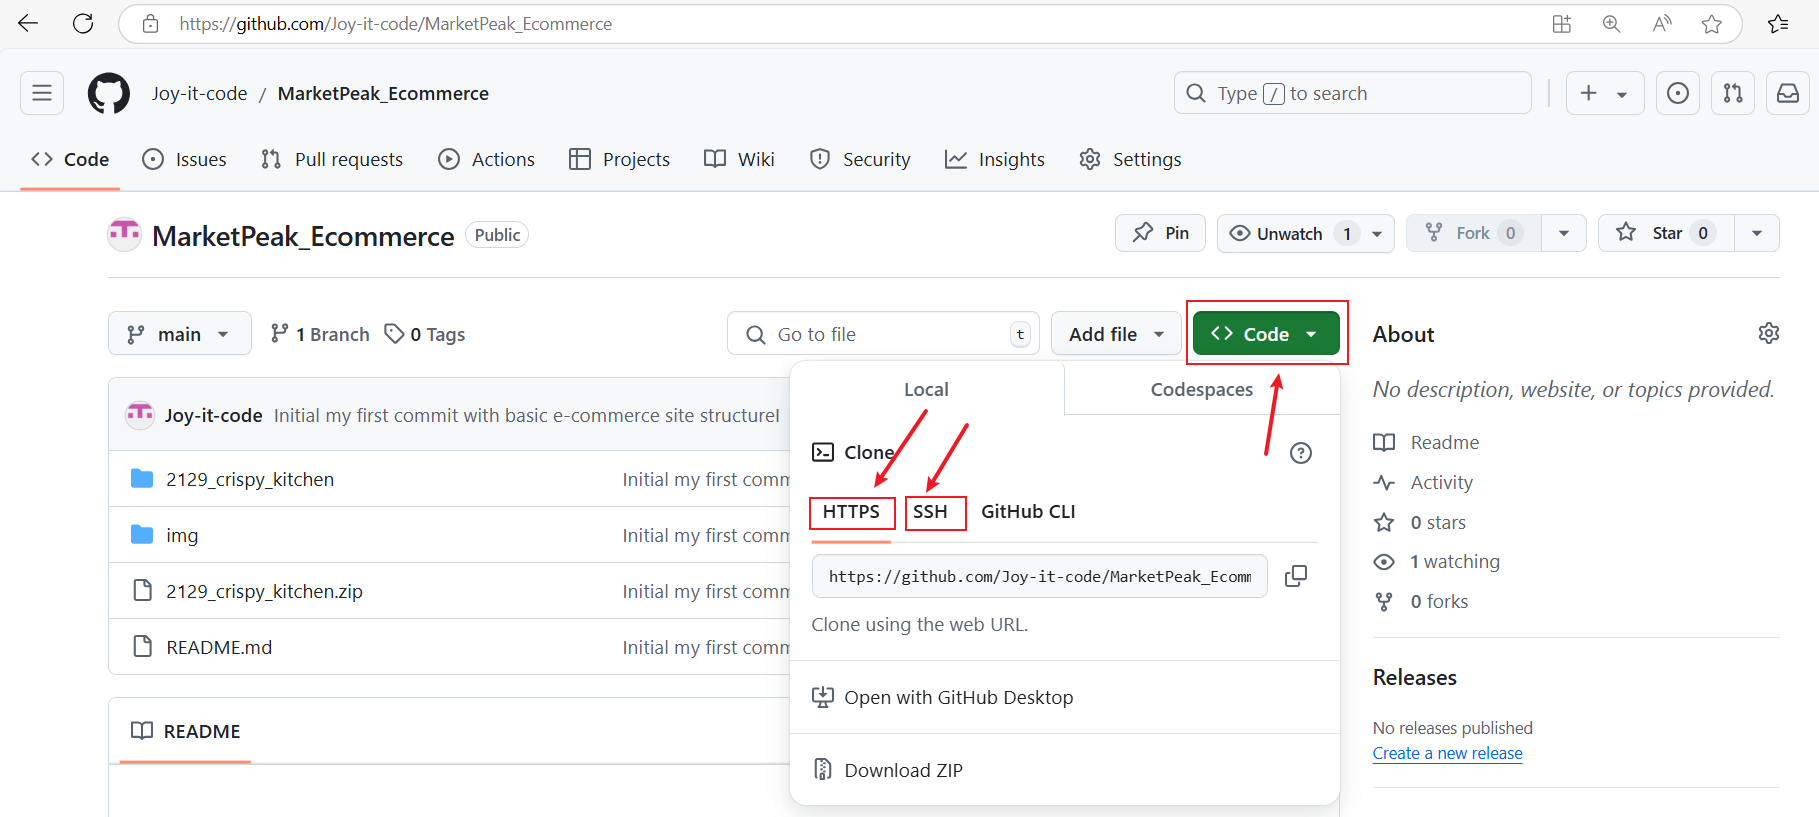 https://github.com/Joy-it-code/MarketPeak_Ecommerce
Joy-it-code / MarketPeak_Ecommerce
Type / to search
Code Issues Pull requests Actions Projects Wiki Security Insights Settings
MarketPeak_Ecommerce Public
Pin Unwatch 1 Fork 0 Star 0
main 1 Branch 0 Tags Go to file t Add file Code
Local Codespaces
Joy-it-code Initial my first commit with basic e-commerce site structure
Clone
2129_crispy_kitchen Initial my first comm
HTTPS SSH GitHub CLI
img Initial my first comm
https://github.com/Joy-it-code/MarketPeak_Ecomm
2129_crispy_kitchen.zip Initial my first comm
Clone using the web URL.
README.md Initial my first comm
Open with GitHub Desktop
README
Download ZIP
About
No description, website, or topics provided.
Readme
Activity
0 stars
1 watching
0 forks
Releases
No releases published
Create a new release